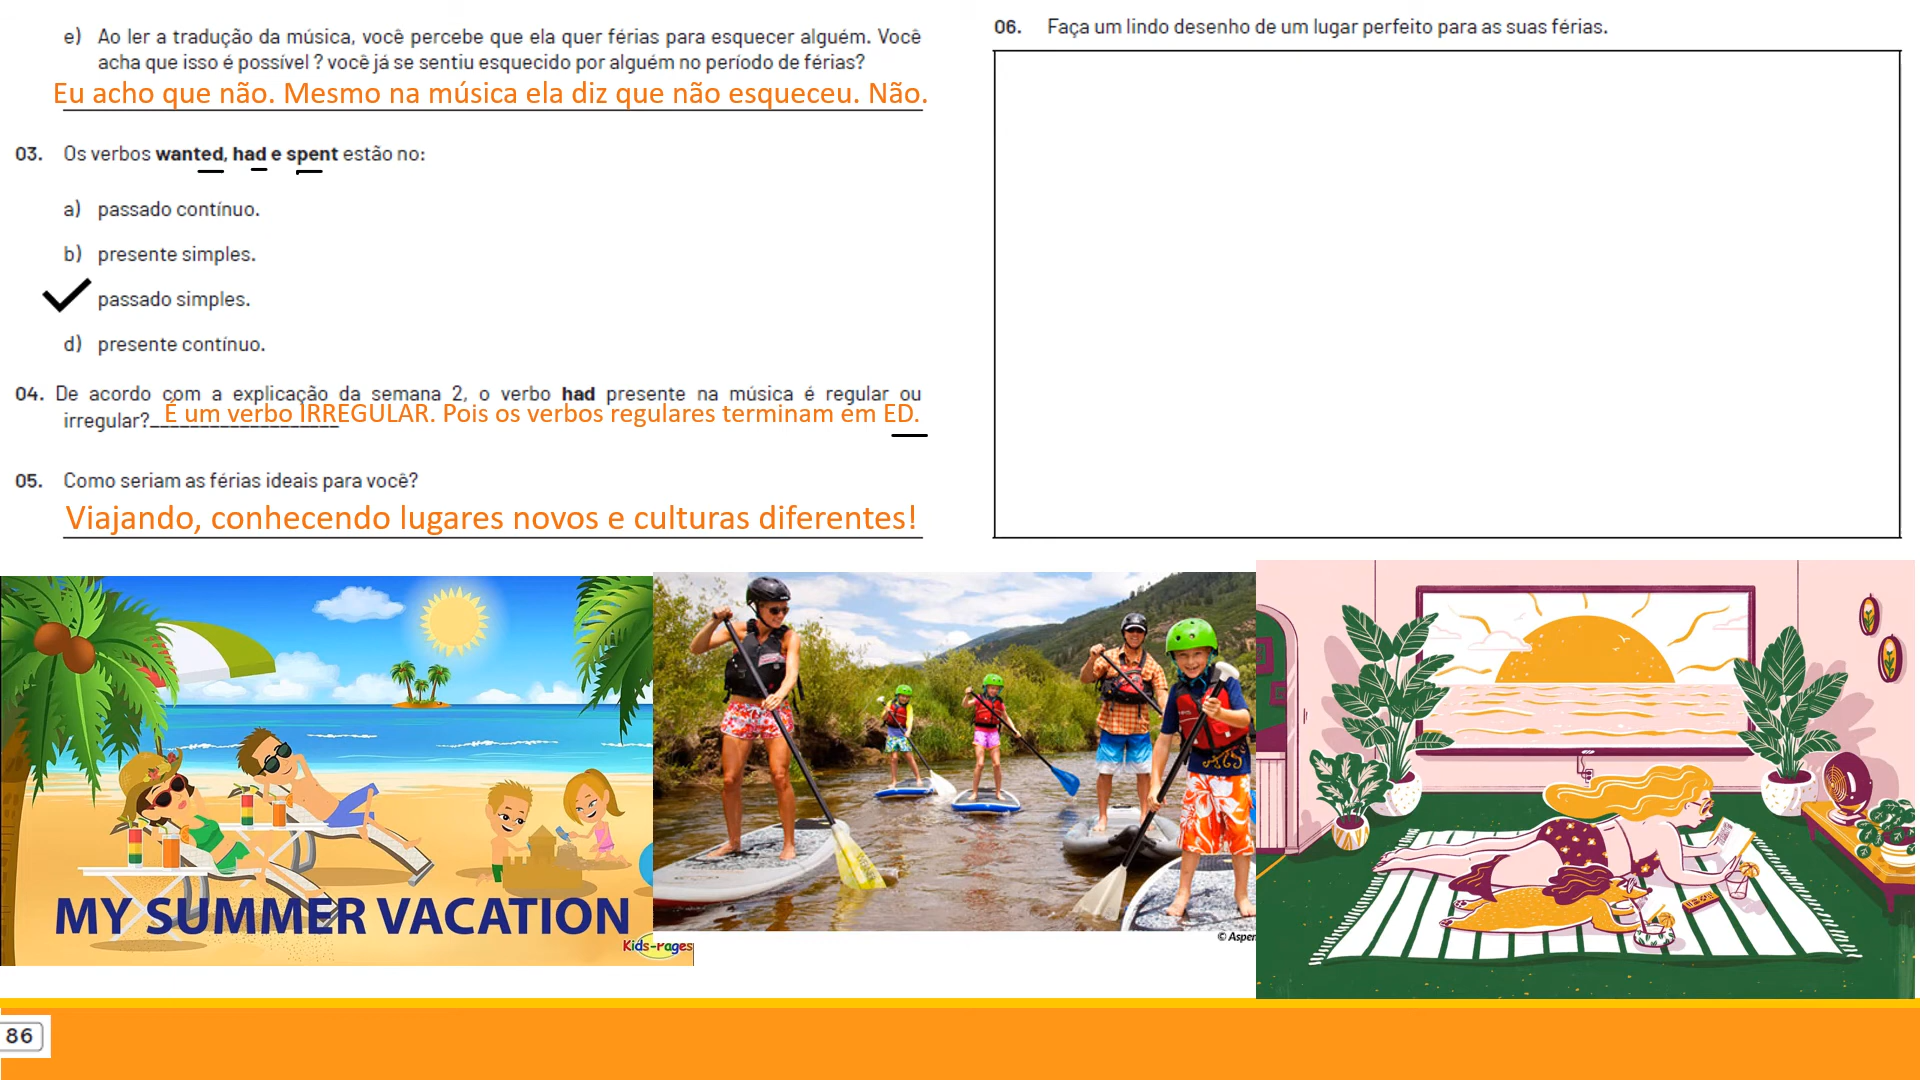 e) Ao ler a tradução da música, você percebe que ela quer férias para esquecer alguém. Você
acha que isso é possível ? você já se sentiu esquecido por alguém no período de férias?
Eu acho que não. Mesmo na música ela diz que não esqueceu. Não.
03. Os verbos wanted, had e spent estão no:
a) passado contínuo.
b) presente simples.
passado simples.
d) presente contínuo.
04. De acordo com a explicação da semana 2, o verbo had presente na música é regular ou
irregular?___________________ É um verbo IRREGULAR. Pois os verbos regulares terminam em ED.
05. Como seriam as férias ideais para você?
Viajando, conhecendo lugares novos e culturas diferentes!
06. Faça um lindo desenho de um lugar perfeito para as suas férias.
MY SUMMER VACATION
Kids-rages
© Aspen
86